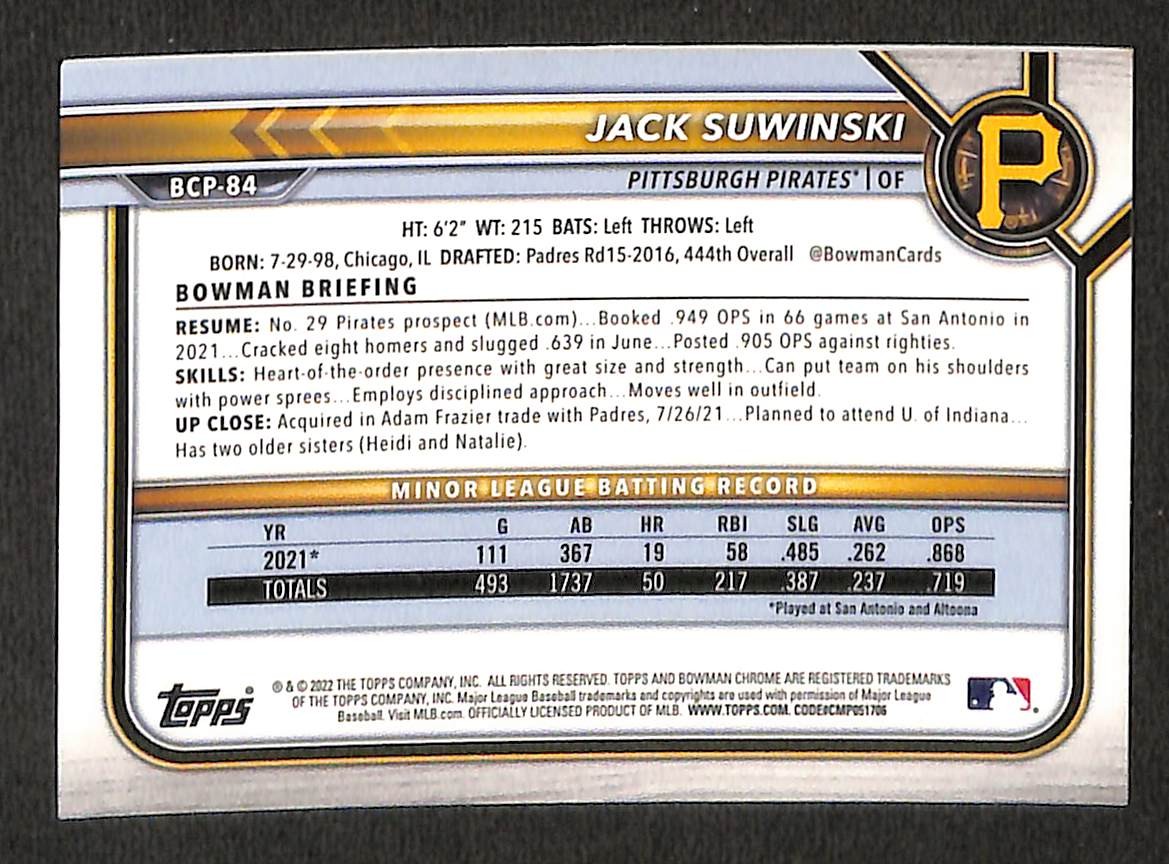 JACK SUWINSKI
BCP-84
PITTSBURGH PIRATES® | OF
P
HT: 6'2" WT: 215 BATS: Left THROWS: Left
BORN: 7-29-98, Chicago, IL DRAFTED: Padres Rd15-2016, 444th Overall @BowmanCards
BOWMAN BRIEFING
RESUME: No. 29 Pirates prospect (MLB.com)...Booked .949 OPS in 66 games at San Antonio in
2021...Cracked eight homers and slugged .639 in June...Posted .905 OPS against righties.
SKILLS: Heart-of-the-order presence with great size and strength...Can put team on his shoulders
with power sprees...Employs disciplined approach...Moves well in outfield.
UP CLOSE: Acquired in Adam Frazier trade with Padres, 7/26/21...Planned to attend U. of Indiana...
Has two older sisters (Heidi and Natalie).
MINOR LEAGUE BATTING RECORD
YR G AB HR RBI SLG AVG OPS
2021* 111 367 19 58 .485 .262 .868
TOTALS 493 1737 50 217 .387 .237 .719
*Played at San Antonio and Altoona
Topps®
® & © 2022 THE TOPPS COMPANY, INC. ALL RIGHTS RESERVED. TOPPS AND BOWMAN CHROME ARE REGISTERED TRADEMARKS
OF THE TOPPS COMPANY, INC. Major League Baseball trademarks and copyrights are used with permission of Major League
Baseball. Visit MLB.com. OFFICIALLY LICENSED PRODUCT OF MLB. WWW.TOPPS.COM. CODE#CMP051706